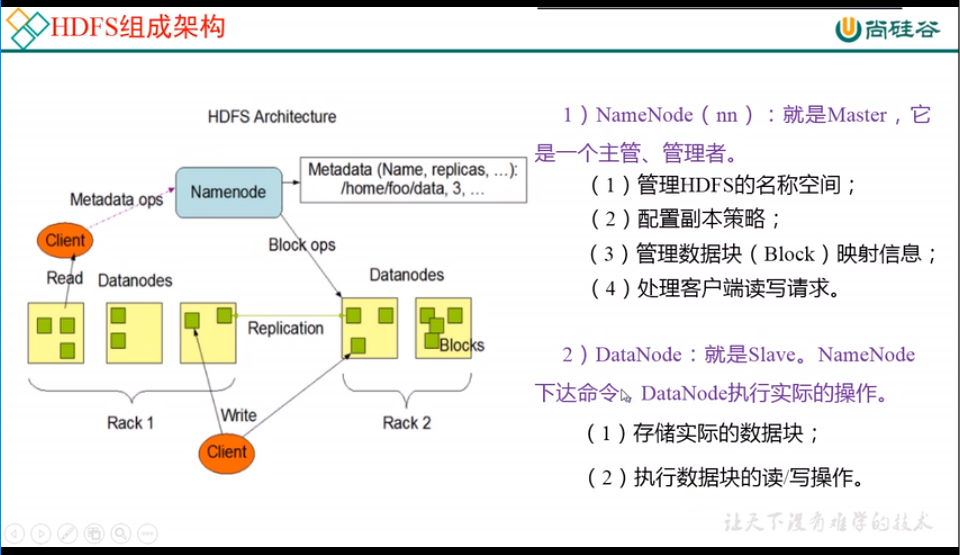 HDFS组成架构
尚硅谷
HDFS Architecture
Metadata (Name, replicas, …):
/home/foo/data, 3, …
Namenode
Metadata ops
Client
Block ops
Read
Datanodes
Datanodes
Replication
Blocks
Rack 1
Write
Rack 2
Client
1）NameNode（nn）：就是Master，它
是一个主管、管理者。
（1）管理HDFS的名称空间；
（2）配置副本策略；
（3）管理数据块（Block）映射信息；
（4）处理客户端读写请求。
2）DataNode：就是Slave。NameNode
下达命令，DataNode执行实际的操作。
（1）存储实际的数据块；
（2）执行数据块的读/写操作。
让天下没有难学的技术